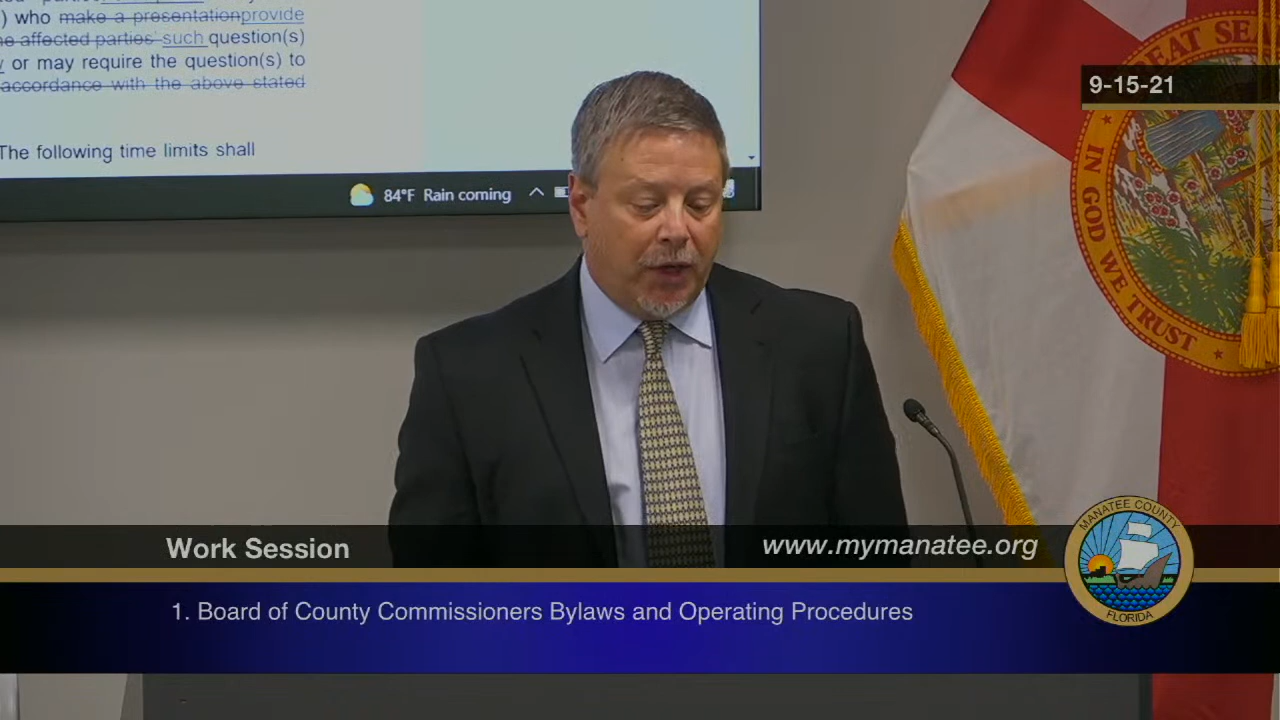 ) who make a presentationprovide
affected parties' such question(s)
or may require the question(s) to
accordance with the above stated
The following time limits shall
84°F Rain coming
9-15-21
GREAT SEAL
IN GOD WE TRUST
Work Session
www.mymanatee.org
MANATEE COUNTY
FLORIDA
1. Board of County Commissioners Bylaws and Operating Procedures